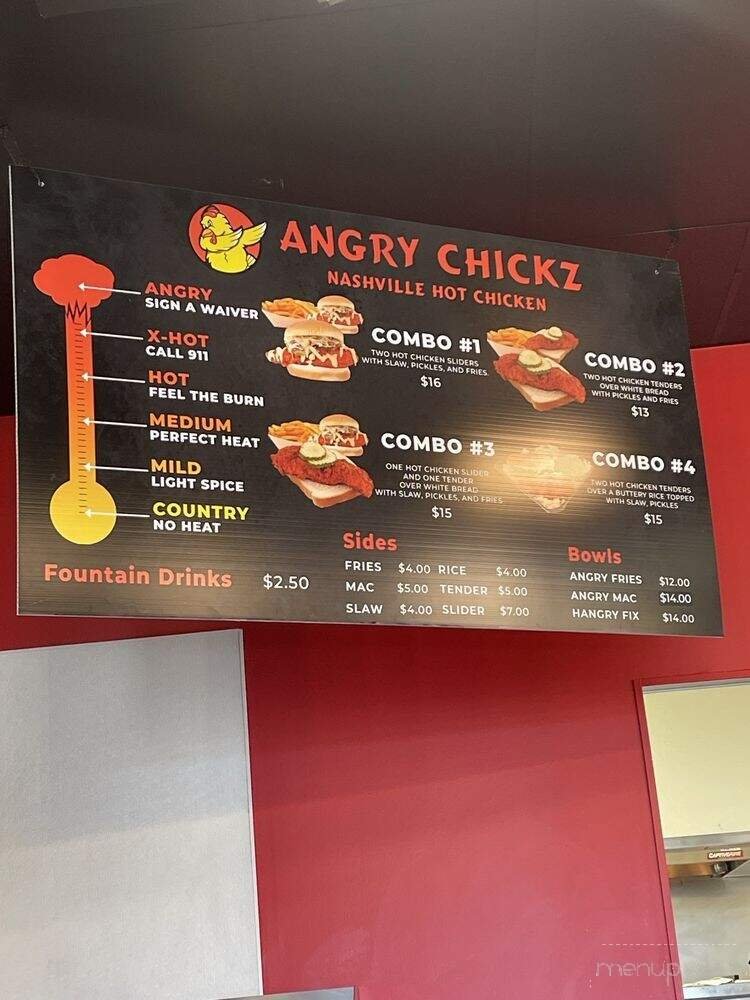 ANGRY CHICKZ
NASHVILLE HOT CHICKEN
ANGRY
SIGN A WAIVER
X-HOT
CALL 911
HOT
FEEL THE BURN
MEDIUM
PERFECT HEAT
MILD
LIGHT SPICE
COUNTRY
NO HEAT
COMBO #1
TWO HOT CHICKEN SLIDERS
WITH SLAW, PICKLES, AND FRIES.
$16
COMBO #2
TWO HOT CHICKEN TENDERS
OVER WHITE BREAD
WITH PICKLES AND FRIES
$13
COMBO #3
ONE HOT CHICKEN SLIDER
AND ONE TENDER
OVER WHITE BREAD
WITH SLAW, PICKLES, AND FRIES
$15
COMBO #4
TWO HOT CHICKEN TENDERS
OVER A BUTTERY RICE TOPPED
WITH SLAW, PICKLES
$15
Fountain Drinks $2.50
Sides
FRIES $4.00 RICE $4.00
MAC $5.00 TENDER $5.00
SLAW $4.00 SLIDER $7.00
Bowls
ANGRY FRIES $12.00
ANGRY MAC $14.00
HANGRY FIX $14.00
CAPTIVEAIRE